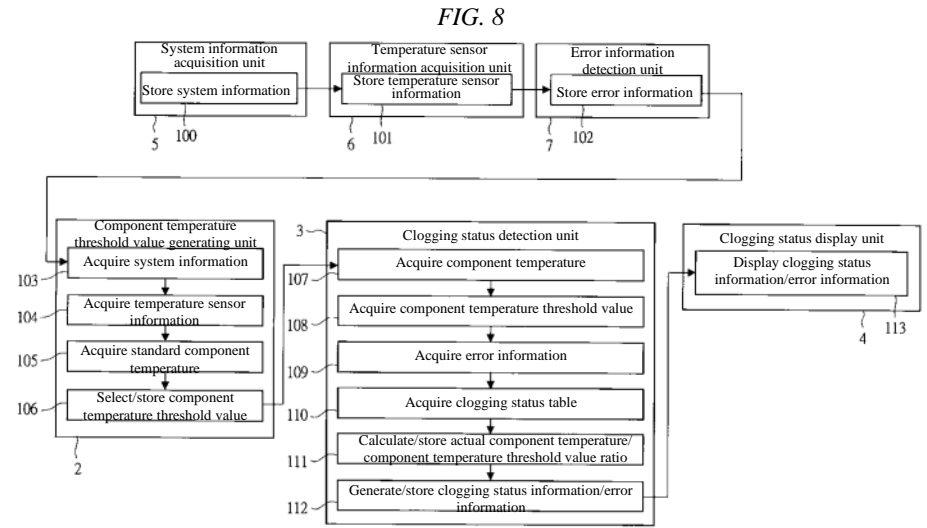 FIG. 8
System information
acquisition unit
Store system information
100
5
Temperature sensor
information acquisition unit
Store temperature sensor
information
101
6
Error information
detection unit
Store error information
102
7
Component temperature
threshold value generating unit
Acquire system information
103
Acquire temperature sensor
information
104
Acquire standard component
temperature
105
Select/store component
temperature threshold value
106
2
3
Clogging status detection unit
Acquire component temperature
107
Acquire component temperature threshold value
108
Acquire error information
109
Acquire clogging status table
110
Calculate/store actual component temperature/
component temperature threshold value ratio
111
Generate/store clogging status information/error
information
112
Clogging status display unit
Display clogging status
information/error information
113
4